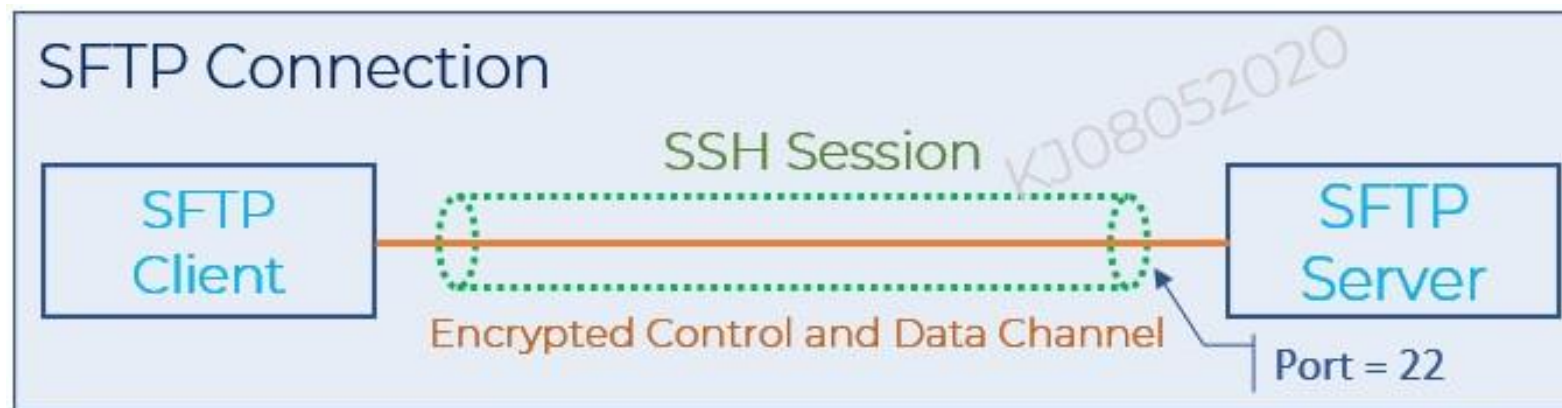 SFTP Connection
KJ08052020
SSH Session
SFTP
Client
SFTP
Server
Encrypted Control and Data Channel
Port = 22